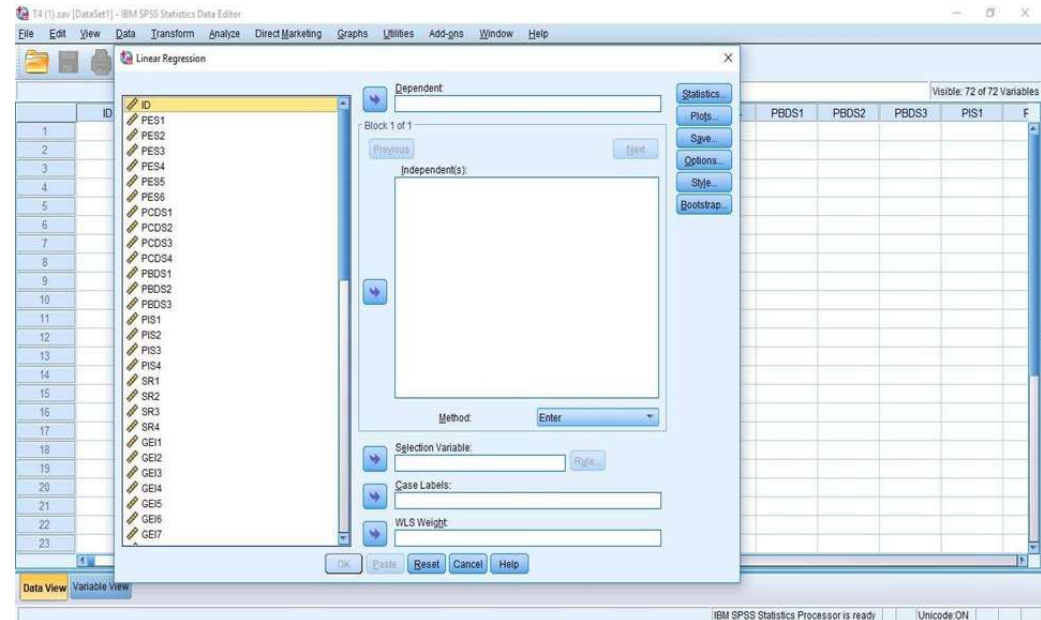 T4 (1).sav [DataSet1] - IBM SPSS Statistics Data Editor
File Edit View Data Transform Analyze Direct Marketing Graphs Utilities Add-ons Window Help
Linear Regression
Visible: 72 of 72 Variables
ID
PBDS1 PBDS2 PBDS3 PIS1
1
2
3
4
5
6
7
8
9
10
11
12
13
14
15
16
17
18
19
20
21
22
23
ID
PES1
PES2
PES3
PES4
PES5
PES6
PCDS1
PCDS2
PCDS3
PCDS4
PBDS1
PBDS2
PBDS3
PIS1
PIS2
PIS3
PIS4
SR1
SR2
SR3
SR4
GEI1
GEI2
GEI3
GEI4
GEI5
GEI6
GEI7
Dependent:
Block 1 of 1
Previous Next
Independent(s):
Method: Enter
Selection Variable:
Rule...
Case Labels:
WLS Weight:
Statistics...
Plots...
Save...
Options...
Style...
Bootstrap...
OK Paste Reset Cancel Help
Data View Variable View
IBM SPSS Statistics Processor is ready Unicode:ON